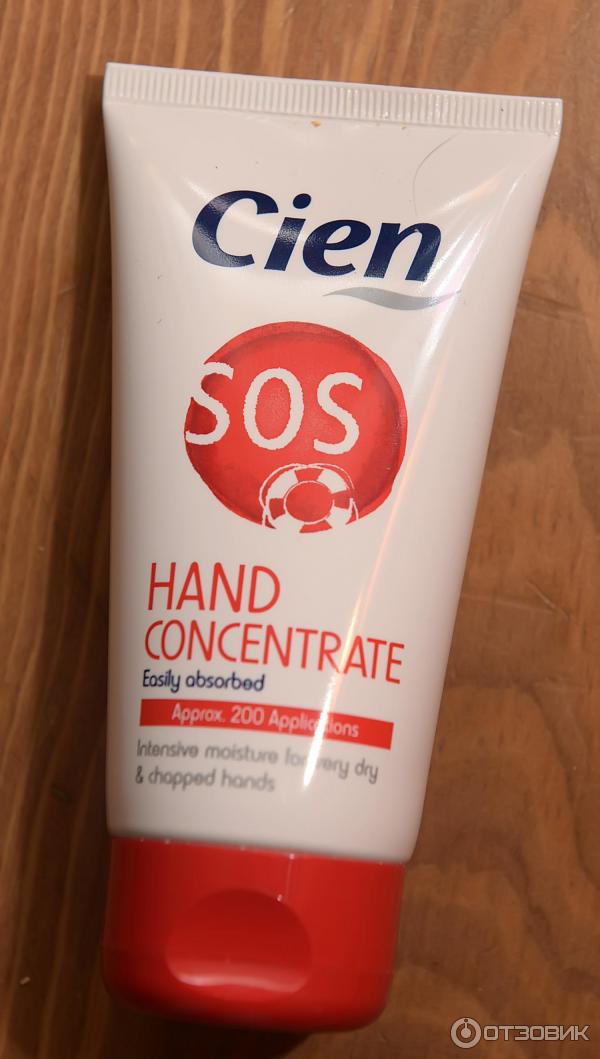 Cien
SOS
HAND
CONCENTRATE
Easily absorbed
Approx. 200 Applications
Intensive moisture for very dry
& chapped hands
ОТЗОВИК